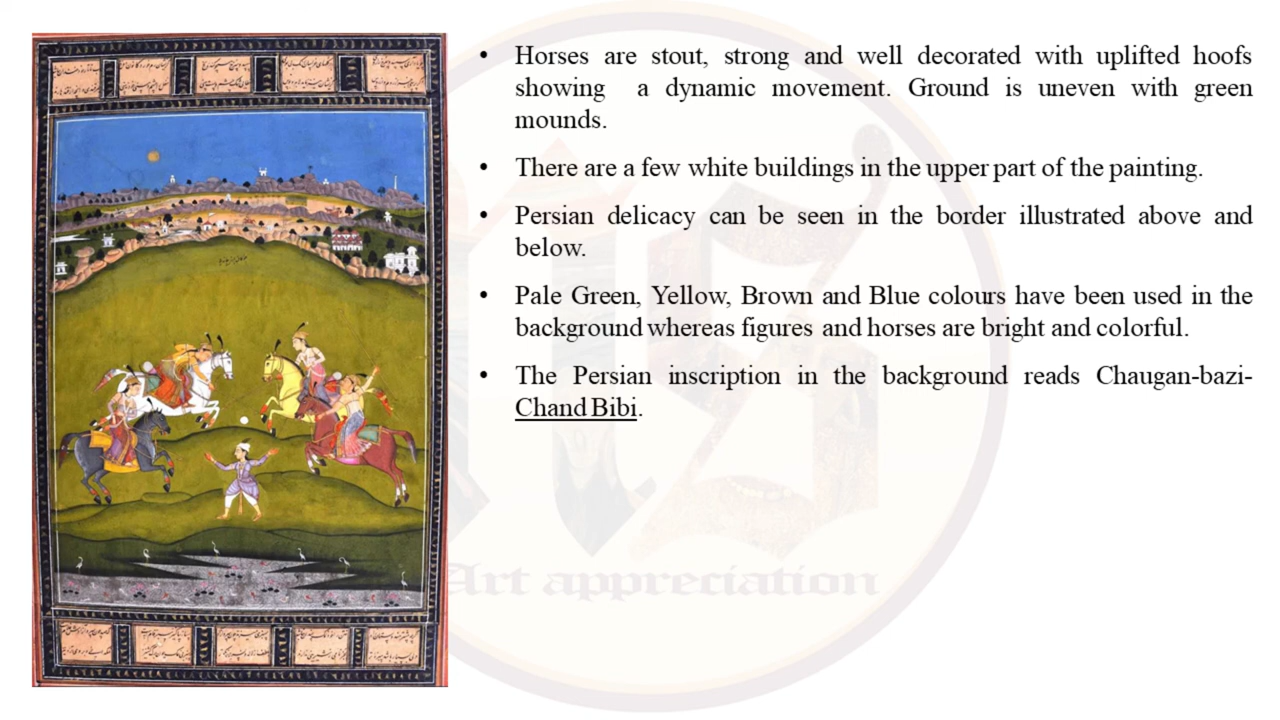 • Horses are stout, strong and well decorated with uplifted hoofs
showing a dynamic movement. Ground is uneven with green
mounds.
• There are a few white buildings in the upper part of the painting.
• Persian delicacy can be seen in the border illustrated above and
below.
• Pale Green, Yellow, Brown and Blue colours have been used in the
background whereas figures and horses are bright and colorful.
• The Persian inscription in the background reads Chaugan-bazi-
Chand Bibi.
Art appreciation